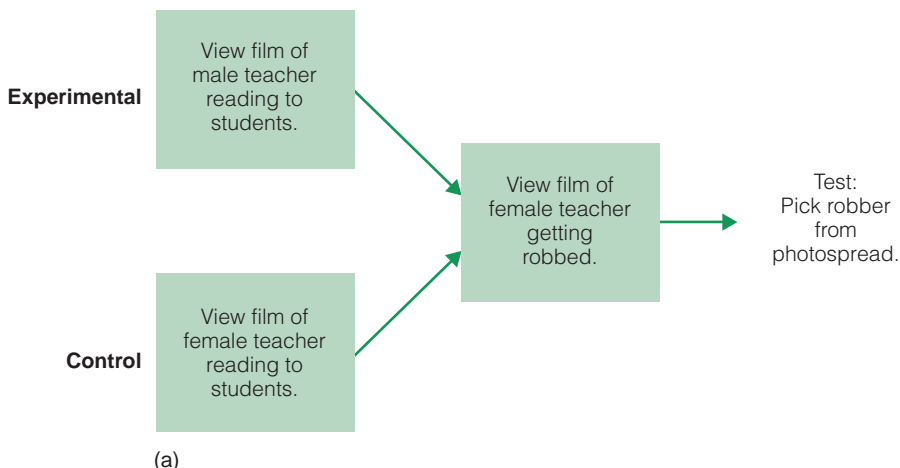 Experimental
View film of
male teacher
reading to
students.
View film of
female teacher
getting
robbed.
Test:
Pick robber
from
photospread.
Control
View film of
female teacher
reading to
students.
(a)